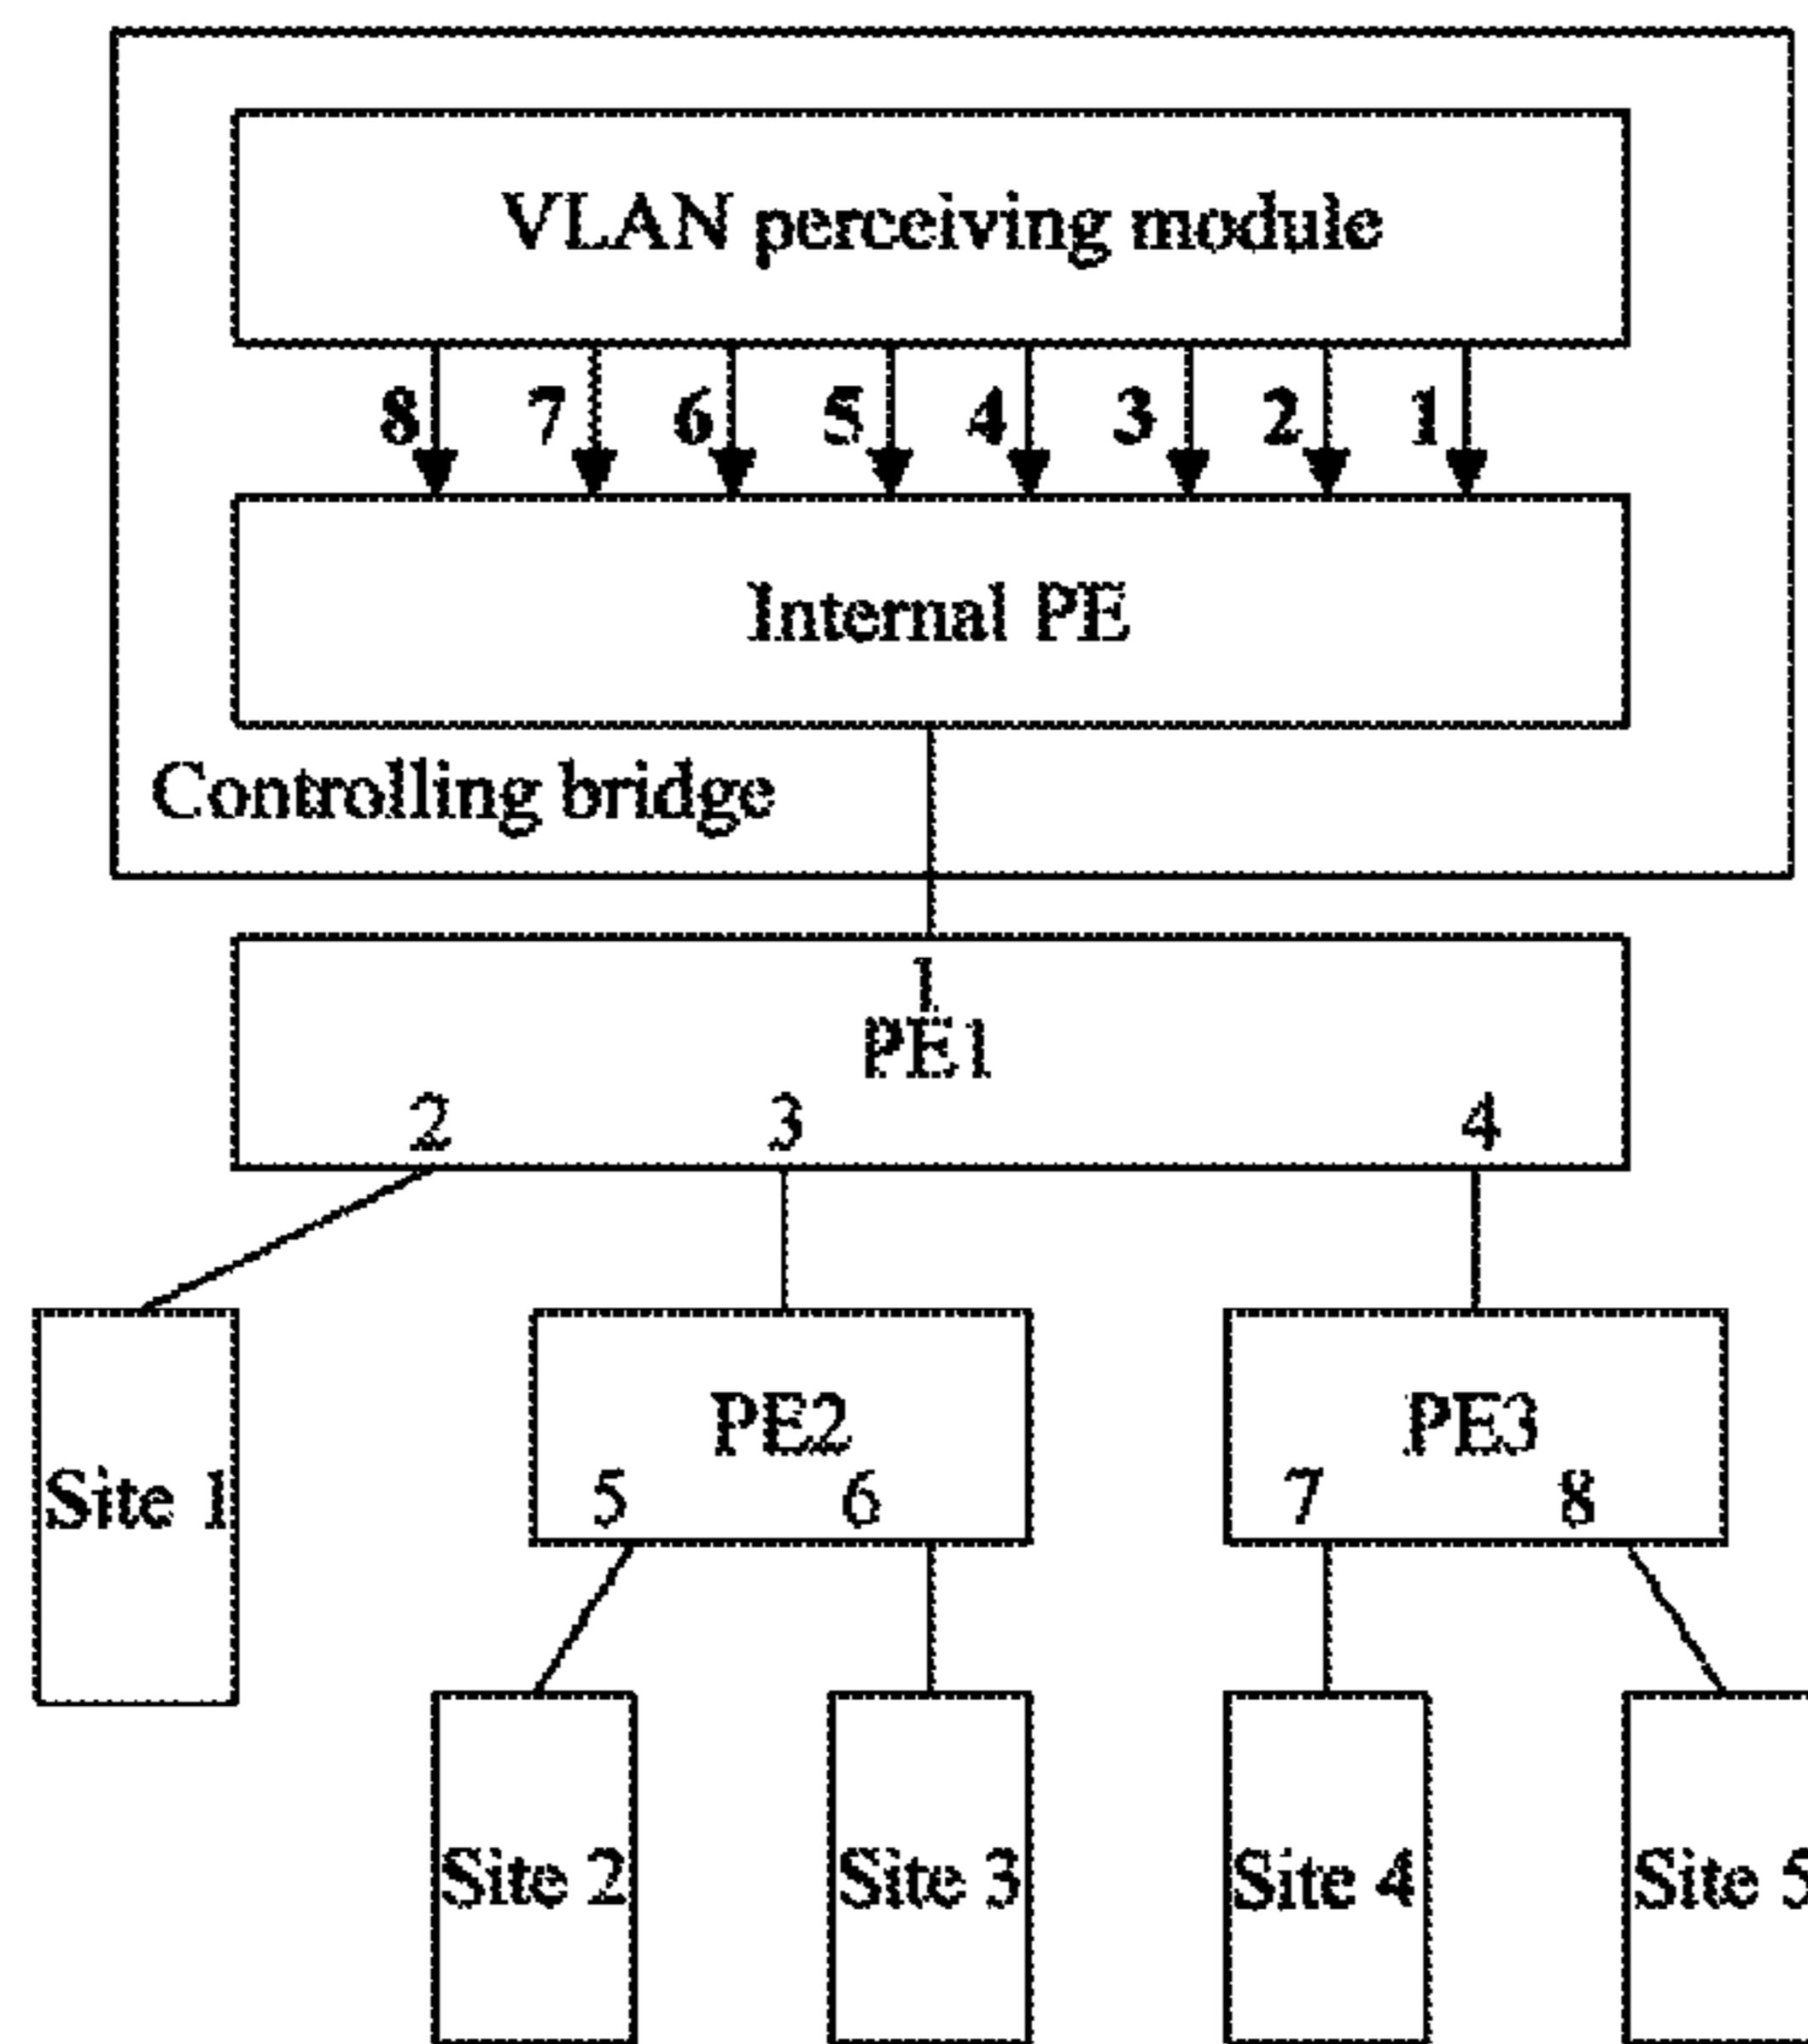 VLAN perceiving module
8 7 6 5 4 3 2 1
Internal PE
Controlling bridge
1
PE1
2 3 4
Site 1
PE2
5 6
PE3
7 8
Site 2
Site 3
Site 4
Site 5